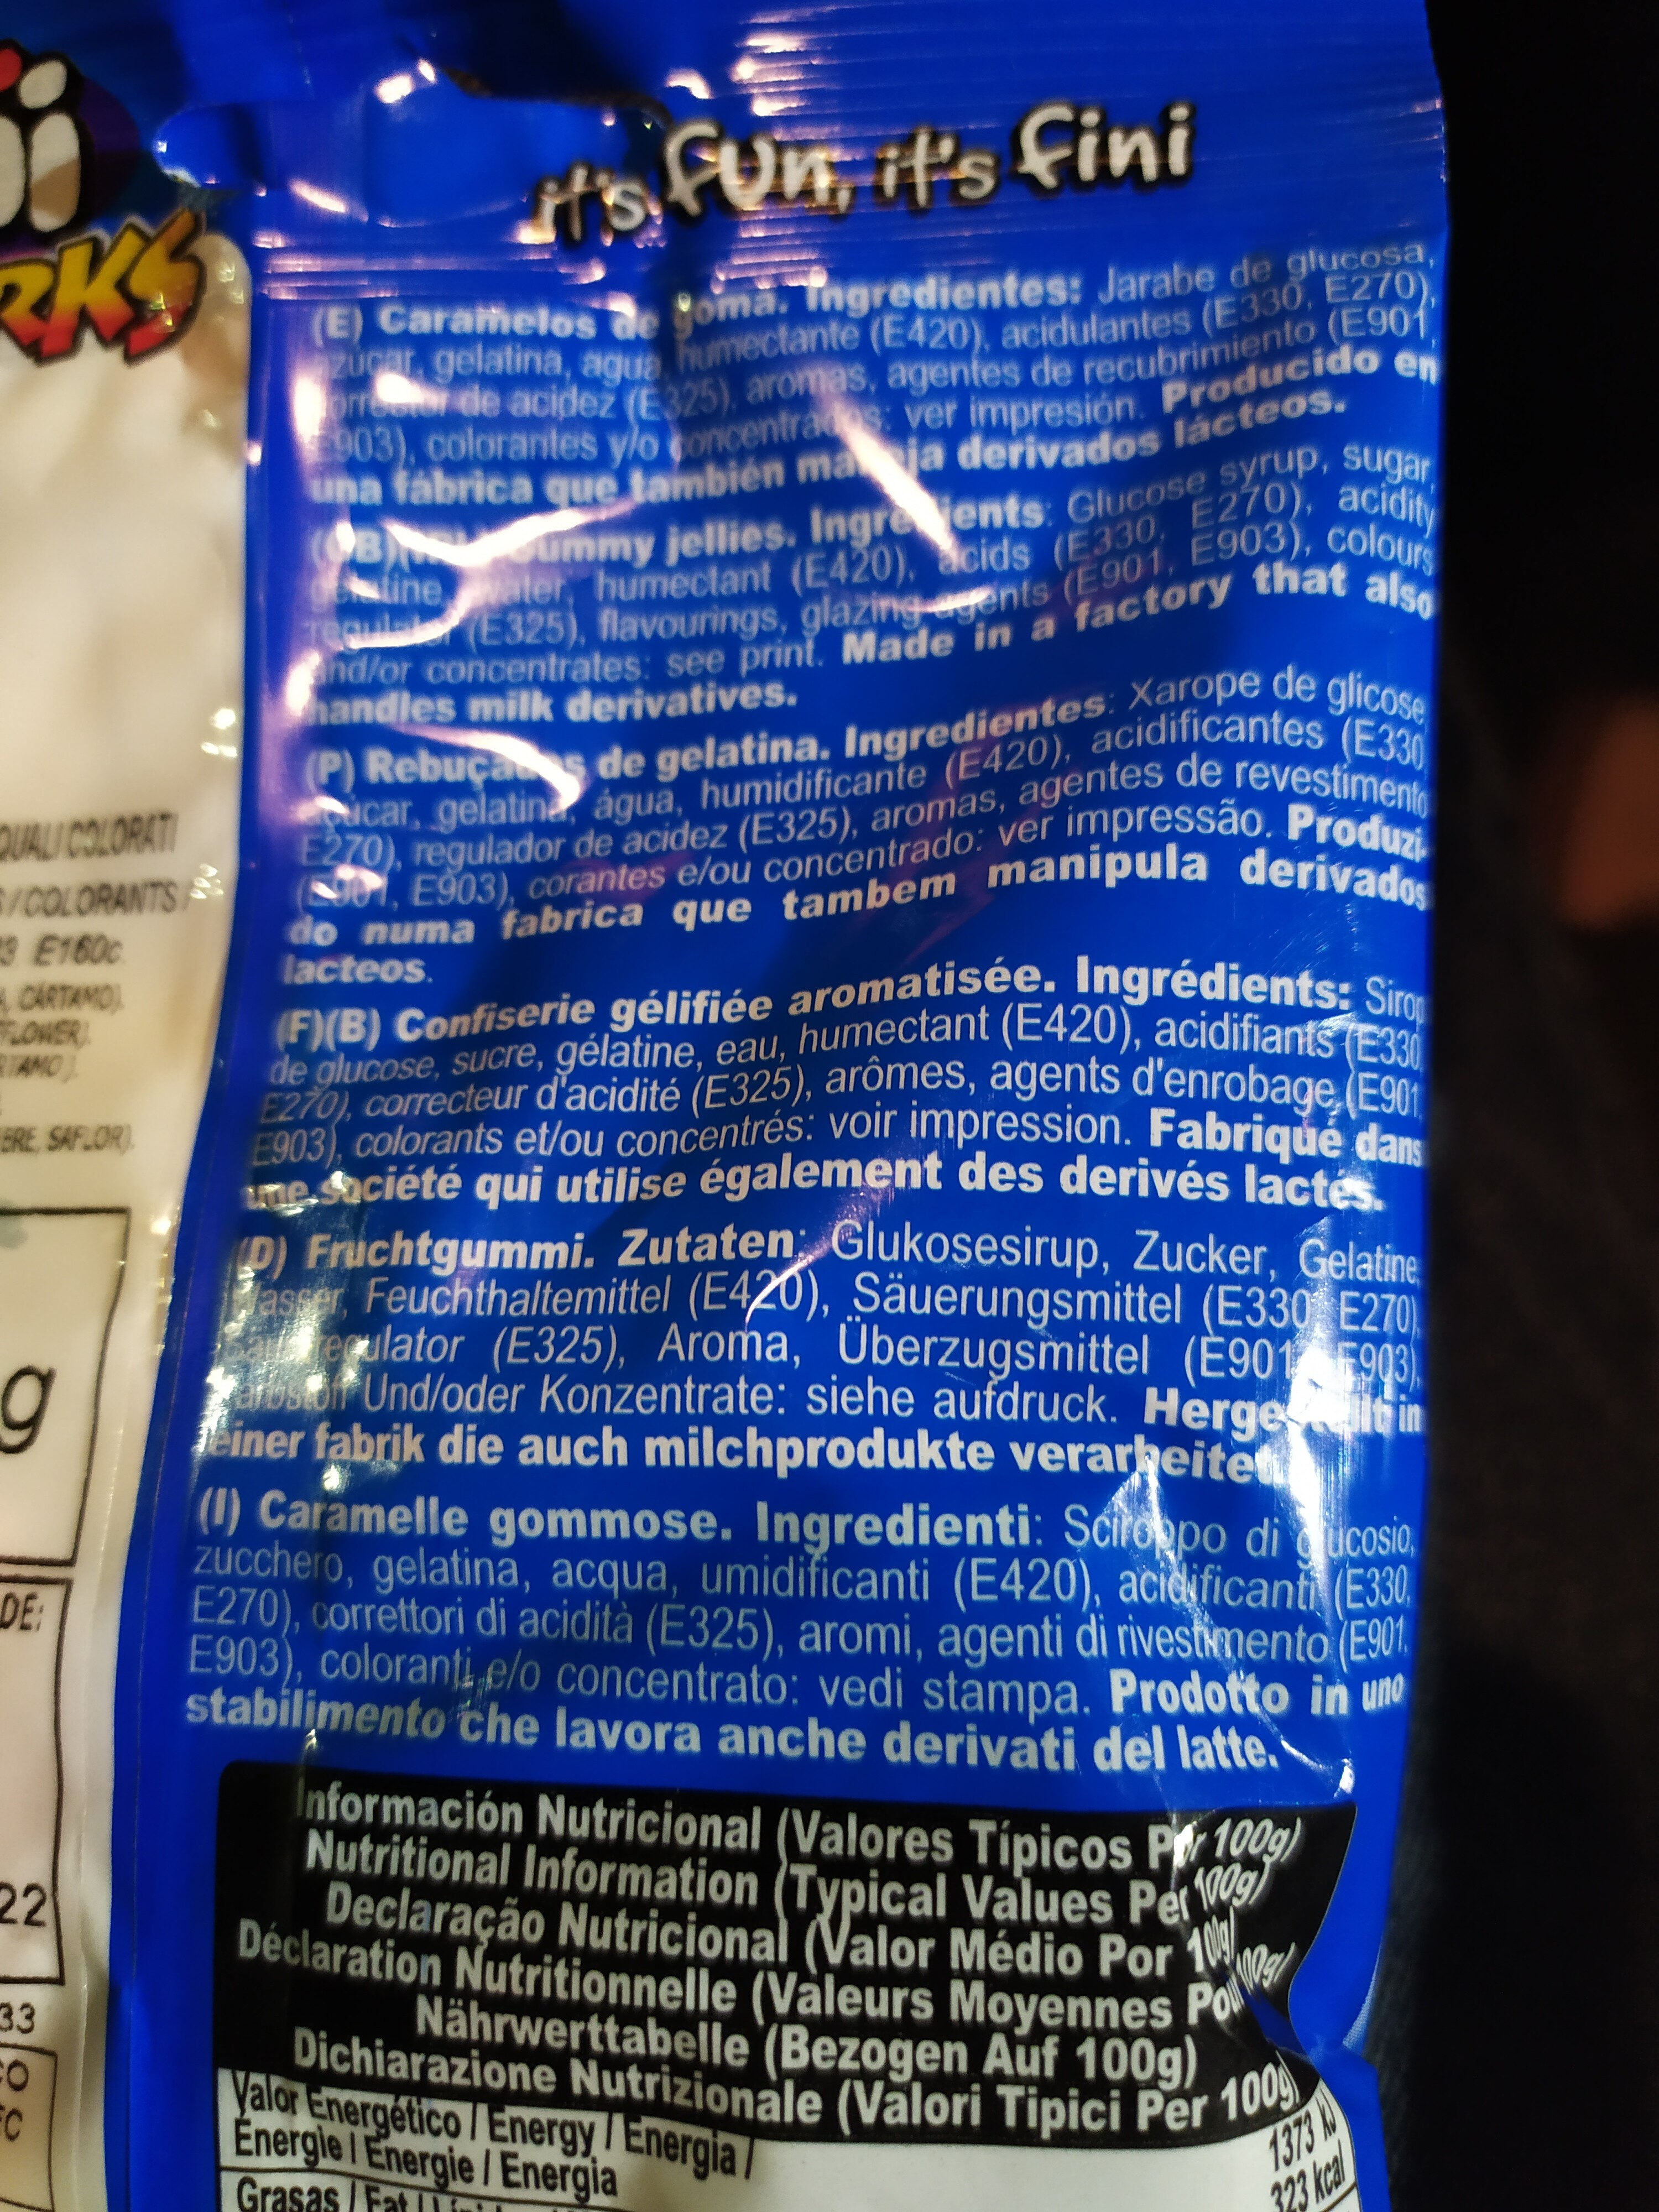 it's fun, it's fini
RKS
(E) Caramelos de goma. Ingredientes: Jarabe de glucosa,
gelatina, agua, humectante (E420), acidulantes (E330, E270),
de acidez (E325), aromas, agentes de recubrimiento (E901,
E903), colorantes y/o concentrados: ver impresión. Producido en
una fábrica que también maneja derivados lácteos.
Gummy jellies. Ingredients: Glucose syrup, sugar,
water, humectant (E420), acids (E330, E270), acidity
(E325), flavourings, glazing agents (E901, E903), colours
and/or concentrates: see print. Made in a factory that also
handles milk derivatives.
(P) Rebuçados de gelatina. Ingredientes: Xarope de glicose
açúcar, gelatina, água, humidificante (E420), acidificantes (E330
E270), regulador de acidez (E325), aromas, agentes de revestimento
(E901, E903), corantes e/ou concentrado: ver impressão. Produzi-
do numa fabrica que tambem manipula derivados
lacteos.
(F)(B) Confiserie gélifiée aromatisée. Ingrédients: Sirop
de glucose, sucre, gélatine, eau, humectant (E420), acidifiants (E330,
E270), correcteur d'acidité (E325), arômes, agents d'enrobage (E901,
E903), colorants et/ou concentrés: voir impression. Fabriqué dans
une société qui utilise également des derivés lactés.
(D) Fruchtgummi. Zutaten: Glukosesirup, Zucker, Gelatine,
Wasser, Feuchthaltemittel (E420), Säuerungsmittel (E330, E270),
(E325), Aroma, Überzugsmittel (E901, E903),
Und/oder Konzentrate: siehe aufdruck. Hergestellt in
einer fabrik die auch milchprodukte verarbeitet
(I) Caramelle gommose. Ingredienti: Sciroppo di glucosio,
zucchero, gelatina, acqua, umidificanti (E420), acidificanti (E330,
E270), correttori di acidità (E325), aromi, agenti di rivestimento (E901,
E903), coloranti e/o concentrato: vedi stampa. Prodotto in uno
stabilimento che lavora anche derivati del latte.
Información Nutricional (Valores Típicos Por 100g)
Nutritional Information (Typical Values Per 100g)
Declaração Nutricional (Valor Médio Por 100g)
Déclaration Nutritionnelle (Valeurs Moyennes Pour 100g)
Nährwerttabelle (Bezogen Auf 100g)
Dichiarazione Nutrizionale (Valori Tipici Per 100g)
Valor Energético / Energy / Energia /
Énergie / Energie / Energia
1373 kJ
323 kcal
Grasas / Fat
QUALI COLORATI
/COLORANTS
E160c
CÁRTAMO).
SAFLOR).
g
DE:
22
33